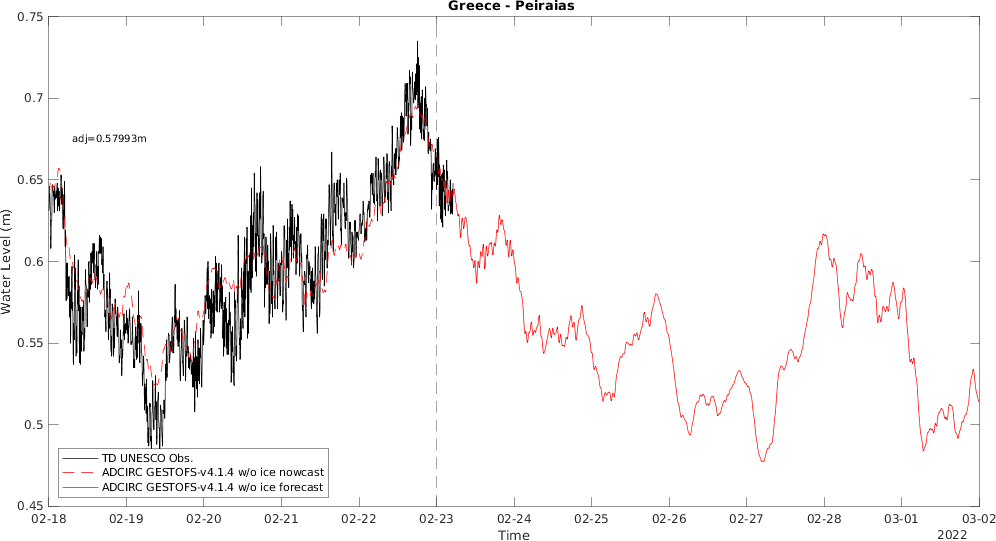 Greece - Peiraias
0.75
0.7
0.65
0.6
0.55
0.5
0.45
Water Level (m)
adj=0.57993m
TD UNESCO Obs.
ADCIRC GESTOFS-v4.1.4 w/o ice nowcast
ADCIRC GESTOFS-v4.1.4 w/o ice forecast
02-18 02-19 02-20 02-21 02-22 02-23 02-24 02-25 02-26 02-27 02-28 03-01 03-02
Time
2022